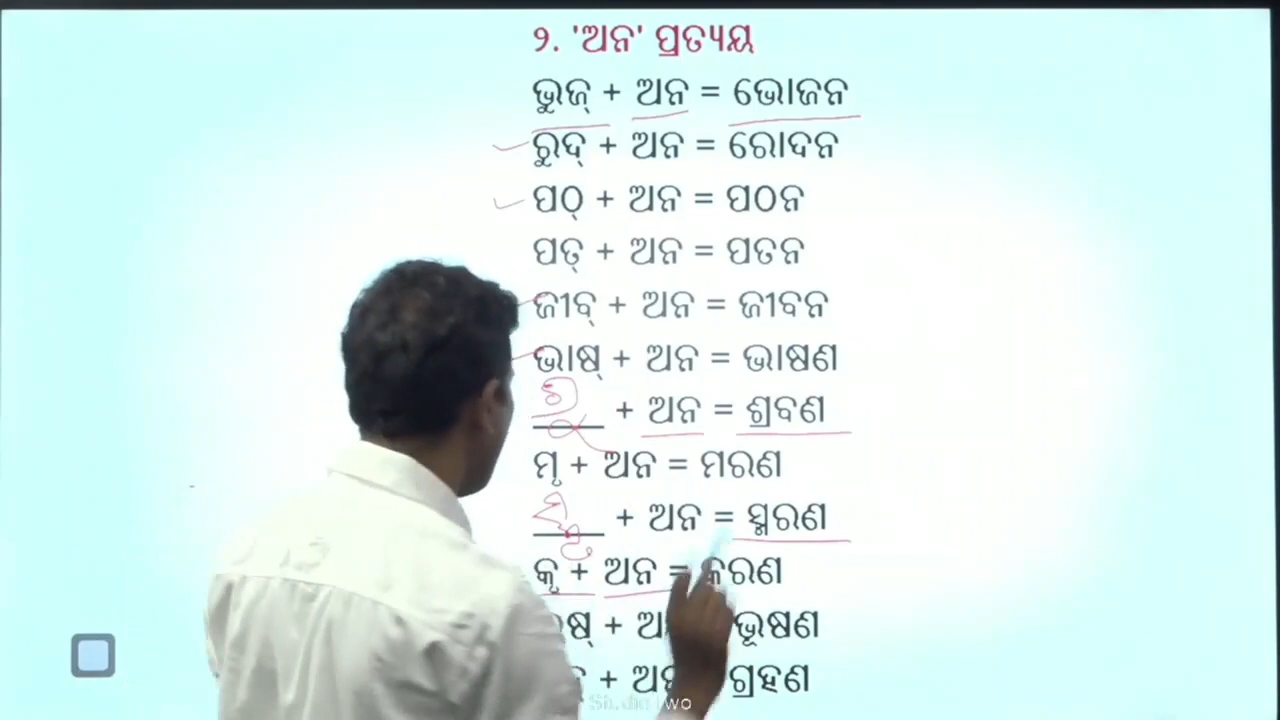 ୨. 'ଅନ' ପ୍ରତ୍ୟୟ
ଭୁଜ୍ + ଅନ = ଭୋଜନ
ରୁଦ୍ + ଅନ = ରୋଦନ
ପଠ୍ + ଅନ = ପଠନ
ପତ୍ + ଅନ = ପତନ
ଜୀବ୍ + ଅନ = ଜୀବନ
ଭାଷ୍ + ଅନ = ଭାଷଣ
+ ଅନ = ଶ୍ରବଣ
ମୃ + ଅନ = ମରଣ
+ ଅନ = ସ୍ମରଣ
କୃ + ଅନ = କରଣ
+ ଭୂଷଣ
+ ଗ୍ରହଣ